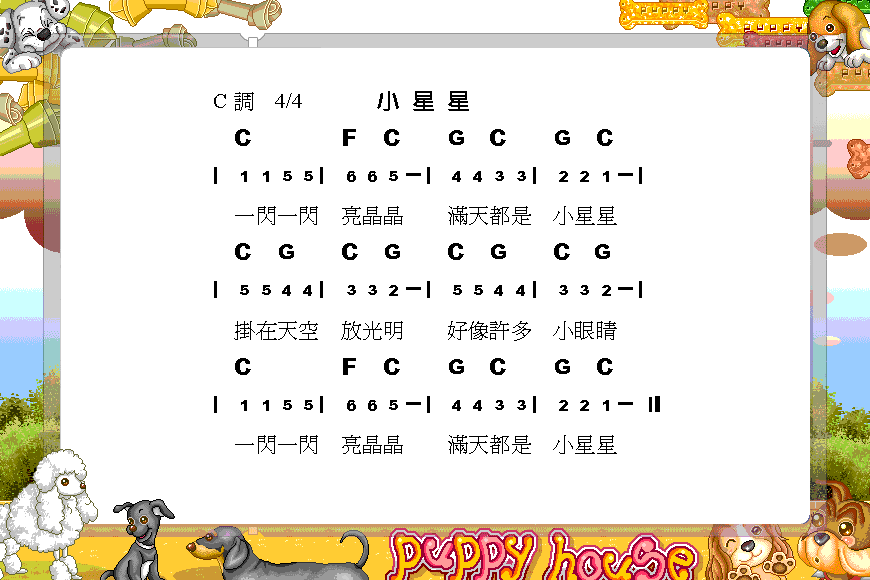 C 調 4/4 小 星 星
C F C G C G C
| 1 1 5 5 | 6 6 5 － | 4 4 3 3 | 2 2 1 － |
一閃一閃 亮晶晶 滿天都是 小星星
C G C G C G C G
| 5 5 4 4 | 3 3 2 － | 5 5 4 4 | 3 3 2 － |
掛在天空 放光明 好像許多 小眼睛
C F C G C G C
| 1 1 5 5 | 6 6 5 － | 4 4 3 3 | 2 2 1 － ‖
一閃一閃 亮晶晶 滿天都是 小星星
puppy house